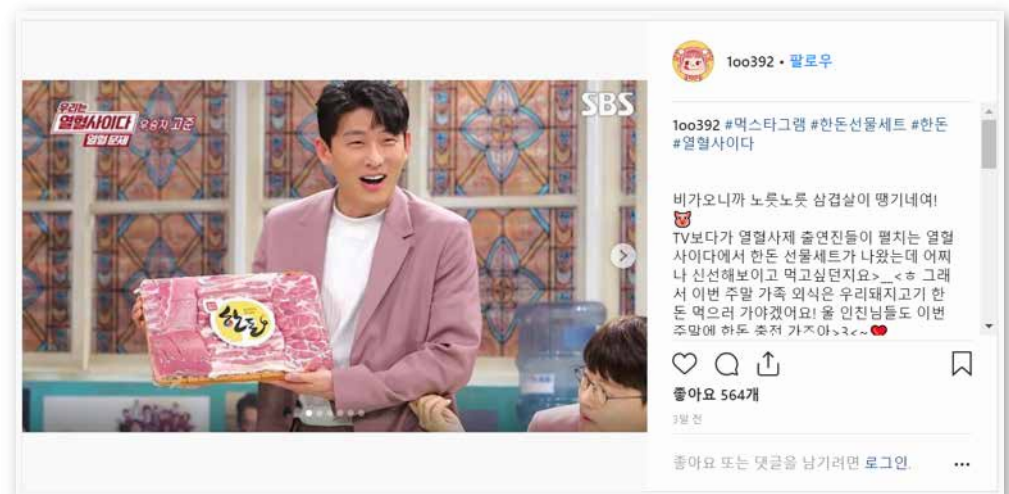 우리는
열혈사이다
우승자 고준
열혈 문제
SBS
한돈
1oo392 • 팔로우
1oo392 #먹스타그램 #한돈선물세트 #한돈
#열혈사이다
비가오니까 노릇노릇 삼겹살이 땡기네여!
TV보다가 열혈사제 출연진들이 펼치는 열혈
사이다에서 한돈 선물세트가 나왔는데 어찌
나 신선해보이고 먹고싶던지요>__<ㅎ 그래
서 이번 주말 가족 외식은 우리돼지고기 한
돈 먹으러 가야겠어요! 울 인친님들도 이번
주말에 한돈 충전 가즈아>3<~
좋아요 564개
3일 전
좋아요 또는 댓글을 남기려면 로그인.